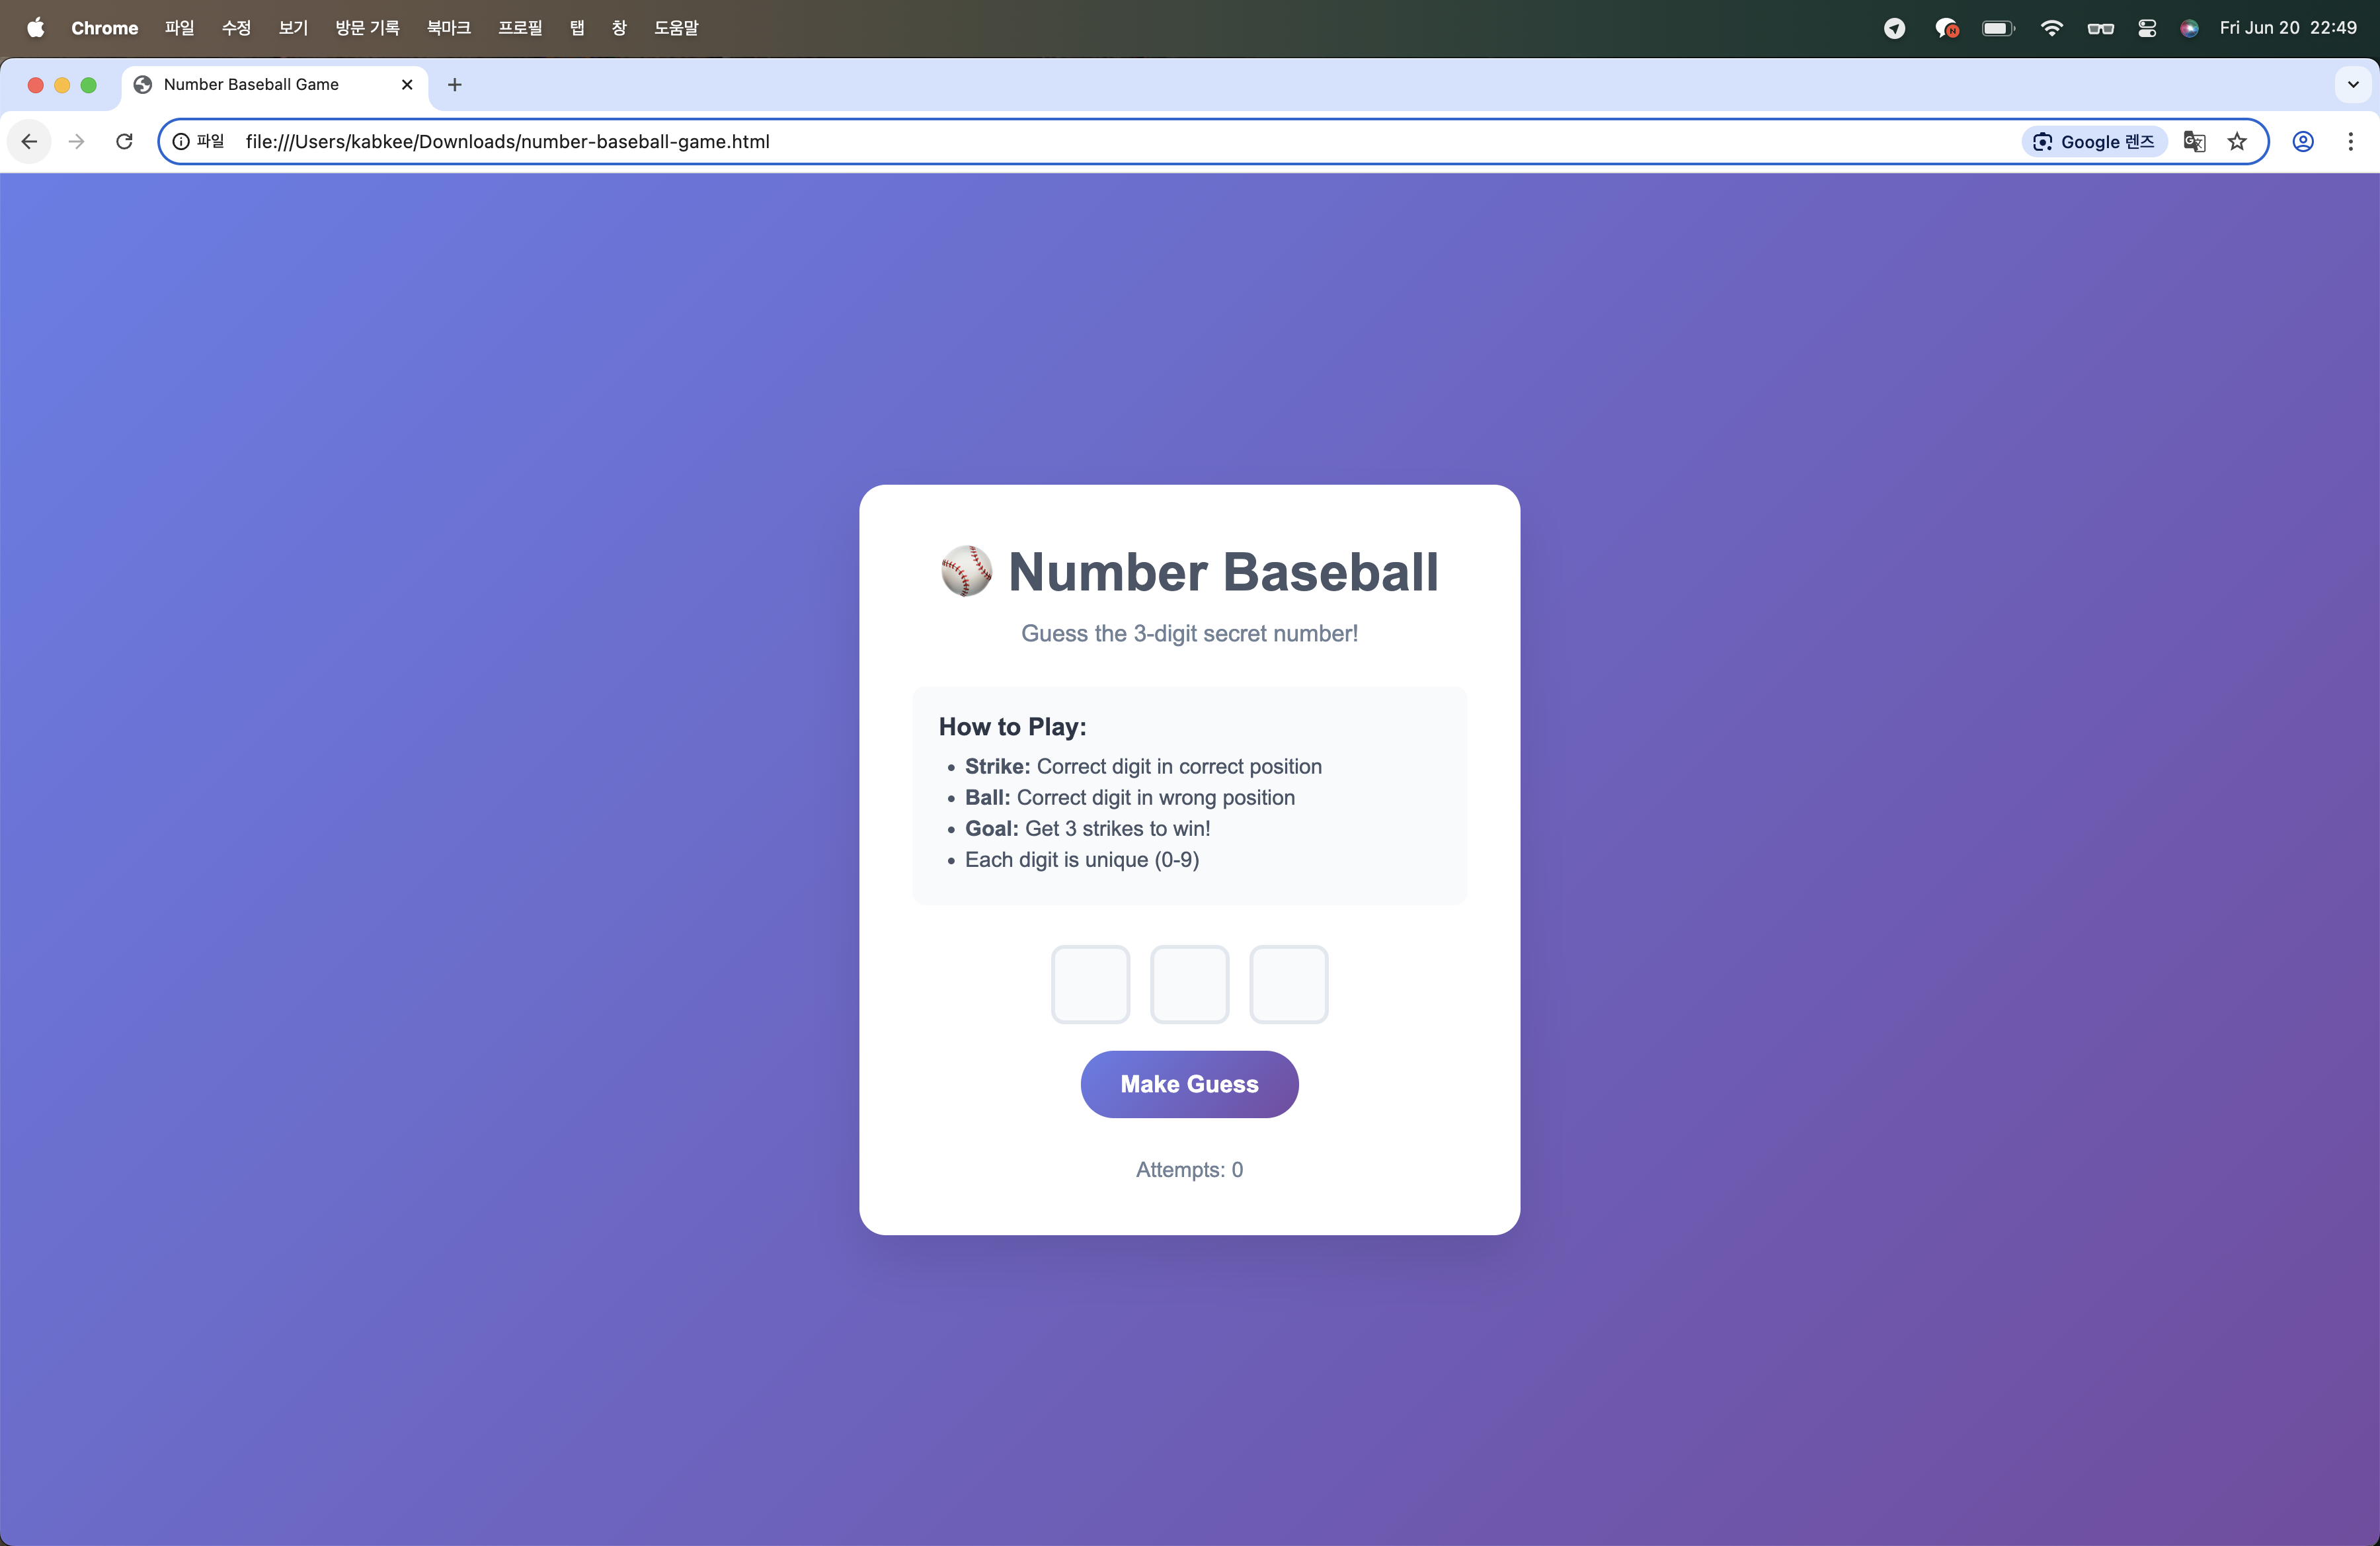 Chrome 파일 수정 보기 방문 기록 북마크 프로필 탭 창 도움말 Fri Jun 20 22:49
Number Baseball Game
파일 file:///Users/kabkee/Downloads/number-baseball-game.html Google 렌즈
Number Baseball
Guess the 3-digit secret number!
How to Play:
• Strike: Correct digit in correct position
• Ball: Correct digit in wrong position
• Goal: Get 3 strikes to win!
• Each digit is unique (0-9)
Make Guess
Attempts: 0